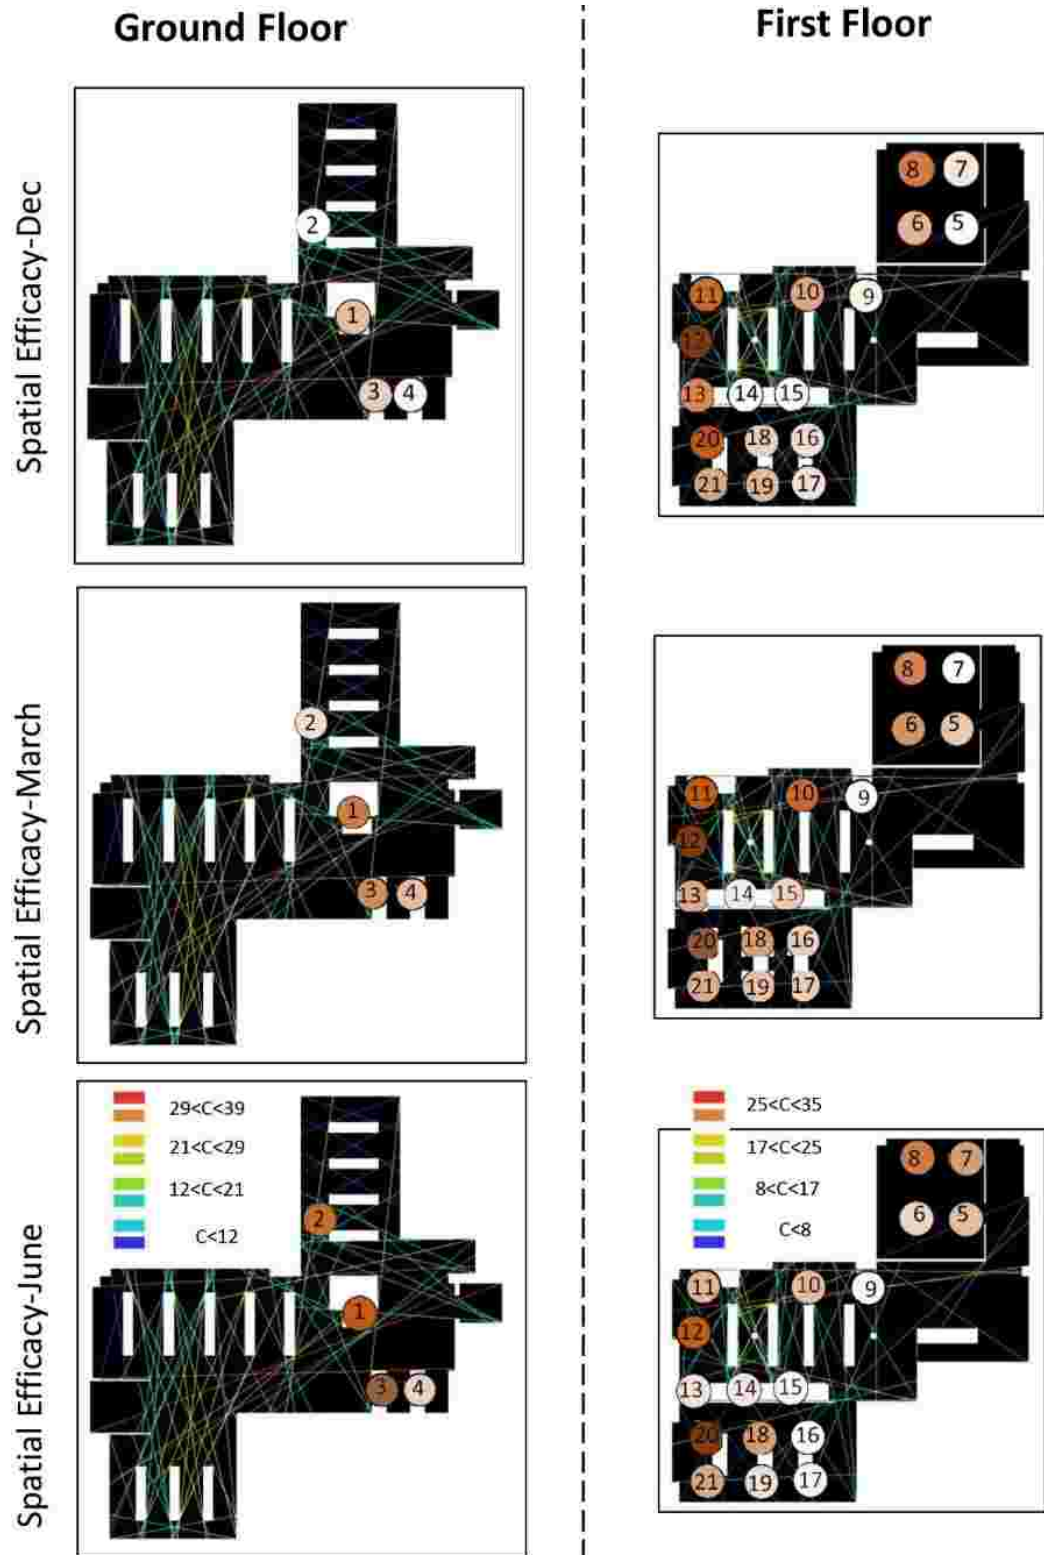 Ground Floor
First Floor
Spatial Efficacy-Dec
2
1
3 4
8 7
6 5
11 10 9
12
13 14 15
20 18 16
21 19 17
Spatial Efficacy-March
2
1
3 4
8 7
6 5
11 10 9
12
13 14 15
20 18 16
21 19 17
Spatial Efficacy-June
29<C<39
21<C<29
12<C<21
C<12
2
1
3 4
25<C<35
17<C<25
8<C<17
C<8
8 7
6 5
11 10 9
12
13 14 15
20 18 16
21 19 17